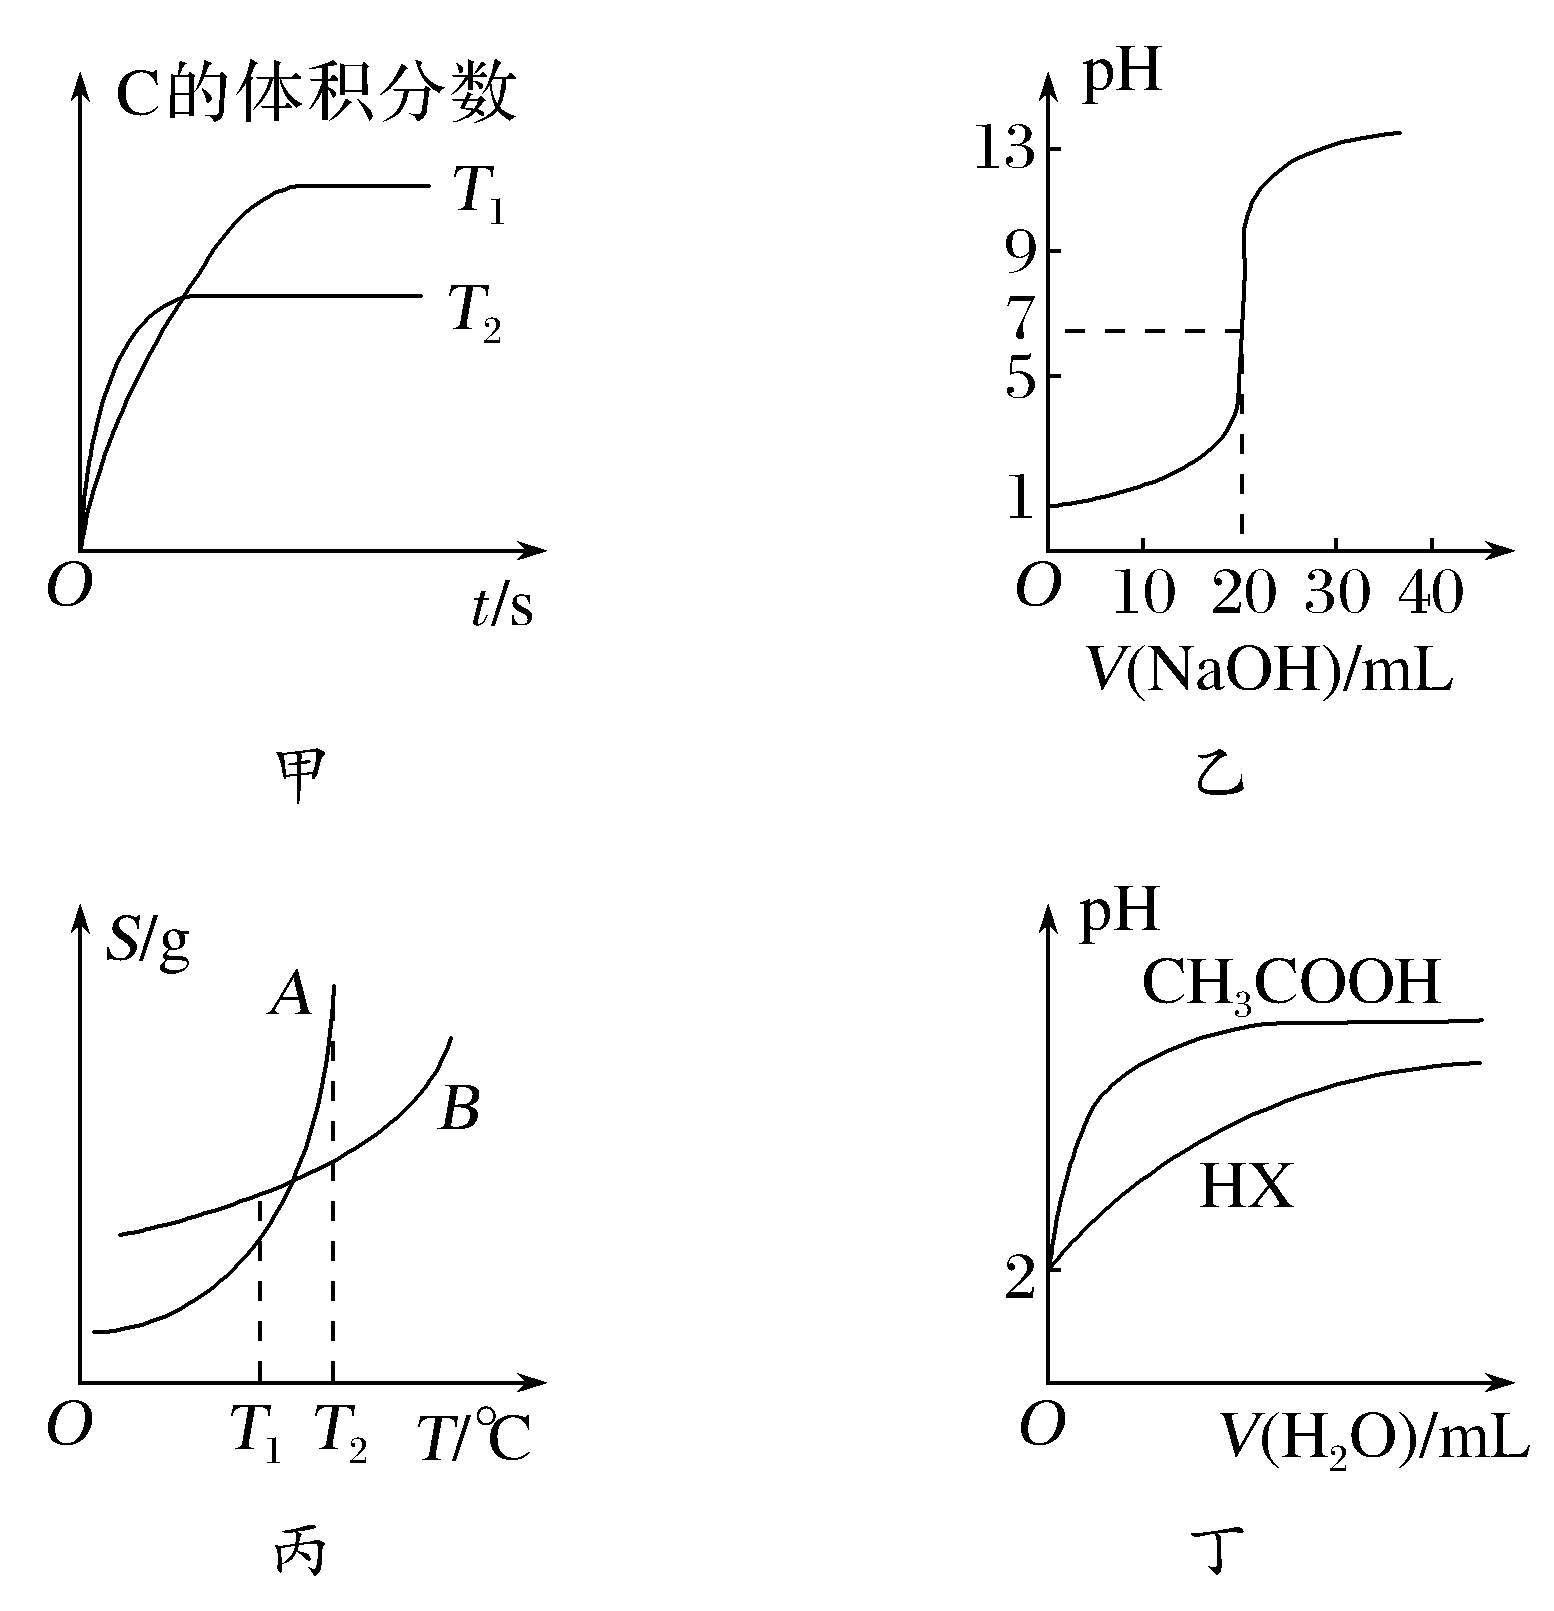 C的体积分数
T₁
T₂
O
t/s
甲
pH
13
9
7
5
1
O 10 20 30 40
V(NaOH)/mL
乙
S/g
A
B
O T₁ T₂ T/℃
丙
pH
CH₃COOH
HX
2
O V(H₂O)/mL
丁